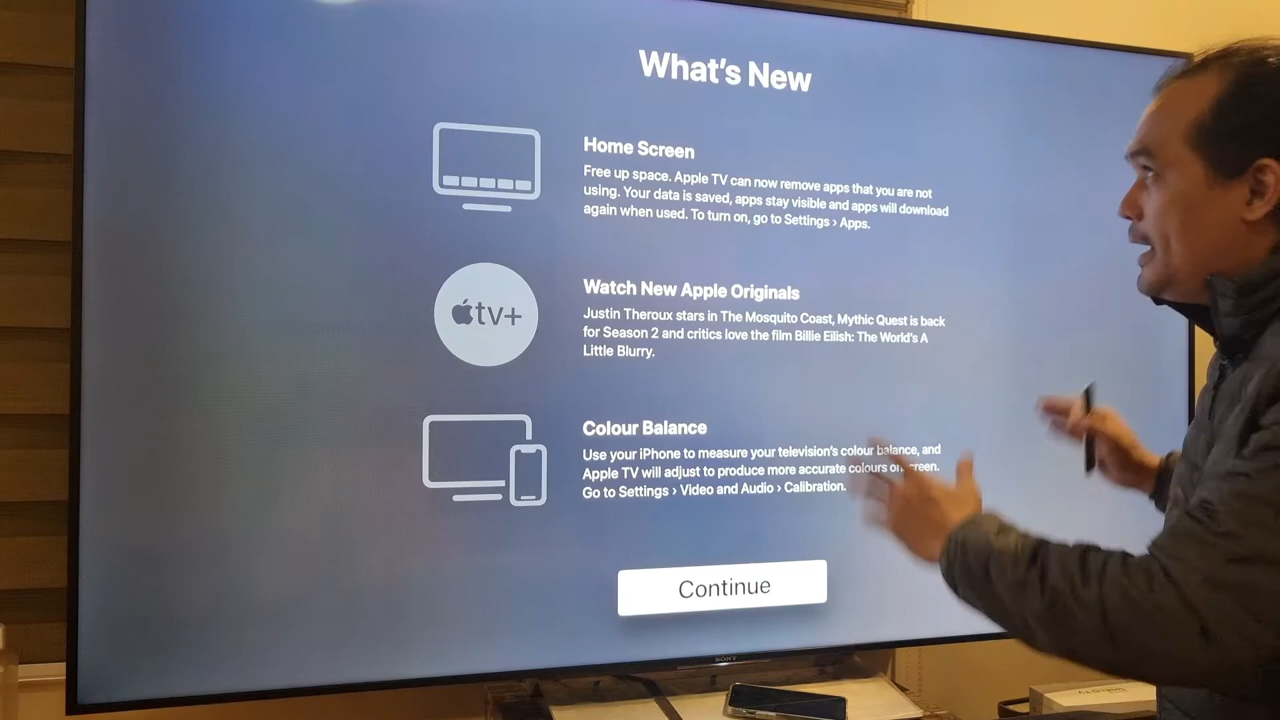 What's New
Home Screen
Free up space. Apple TV can now remove apps that you are not
using. Your data is saved, apps stay visible and apps will download
again when used. To turn on, go to Settings › Apps.
tv+
Watch New Apple Originals
Justin Theroux stars in The Mosquito Coast, Mythic Quest is back
for Season 2 and critics love the film Billie Eilish: The World's A
Little Blurry.
Colour Balance
Use your iPhone to measure your television's colour balance, and
Apple TV will adjust to produce more accurate colours on screen.
Go to Settings › Video and Audio › Calibration.
Continue
SONY